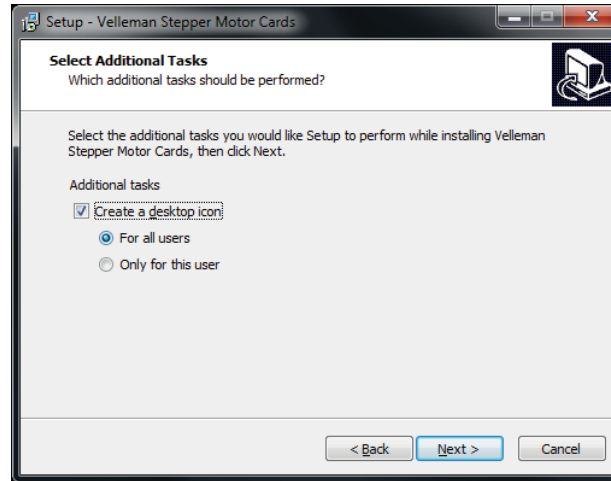 Setup - Velleman Stepper Motor Cards
Select Additional Tasks
Which additional tasks should be performed?
Select the additional tasks you would like Setup to perform while installing Velleman
Stepper Motor Cards, then click Next.
Additional tasks
Create a desktop icon
For all users
Only for this user
< Back Next > Cancel